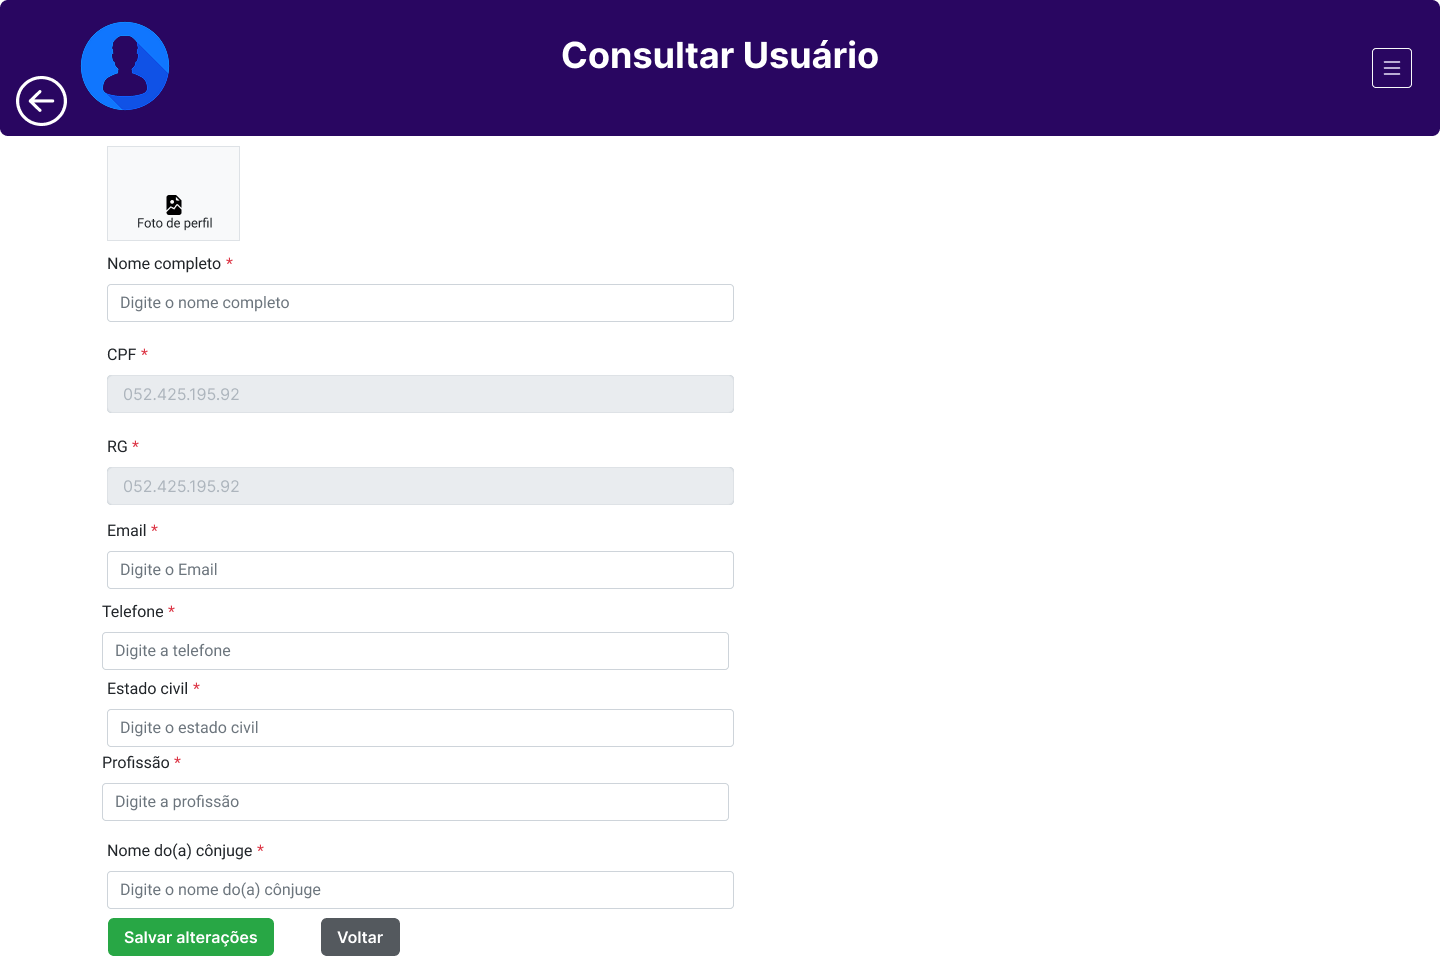 Consultar Usuário
Foto de perfil
Nome completo *
Digite o nome completo
CPF *
052.425.195.92
RG *
052.425.195.92
Email *
Digite o Email
Telefone *
Digite a telefone
Estado civil *
Digite o estado civil
Profissão *
Digite a profissão
Nome do(a) cônjuge *
Digite o nome do(a) cônjuge
Salvar alterações Voltar